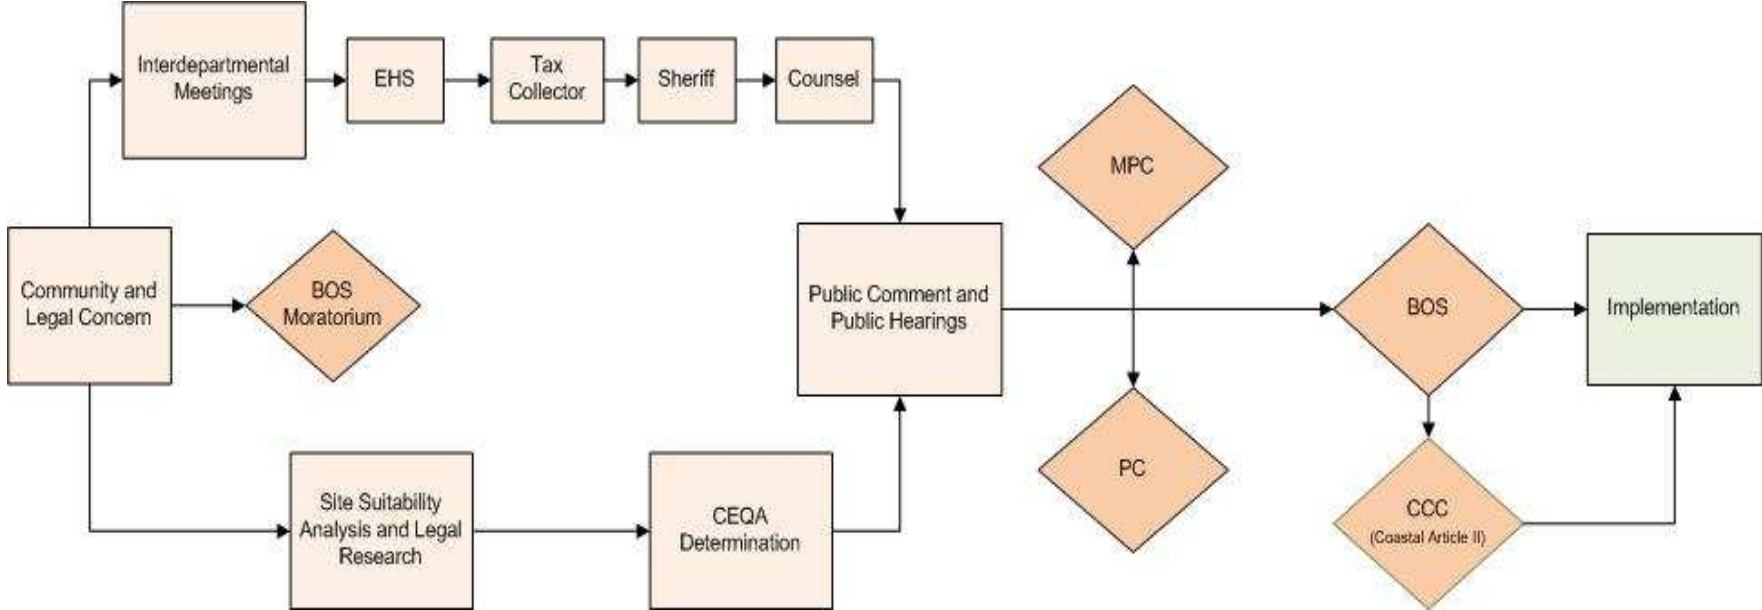 Interdepartmental
Meetings
EHS
Tax
Collector
Sheriff
Counsel
MPC
Community and
Legal Concern
BOS
Moratorium
Public Comment and
Public Hearings
BOS
Implementation
PC
Site Suitability
Analysis and Legal
Research
CEQA
Determination
CCC
(Coastal Article II)